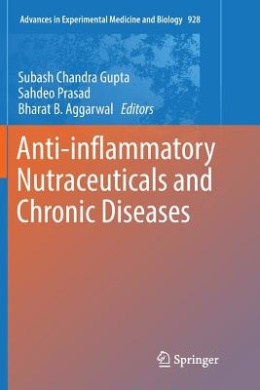 Advances in Experimental Medicine and Biology 928
Subash Chandra Gupta
Sahdeo Prasad
Bharat B. Aggarwal Editors
Anti-inflammatory
Nutraceuticals and
Chronic Diseases
Springer